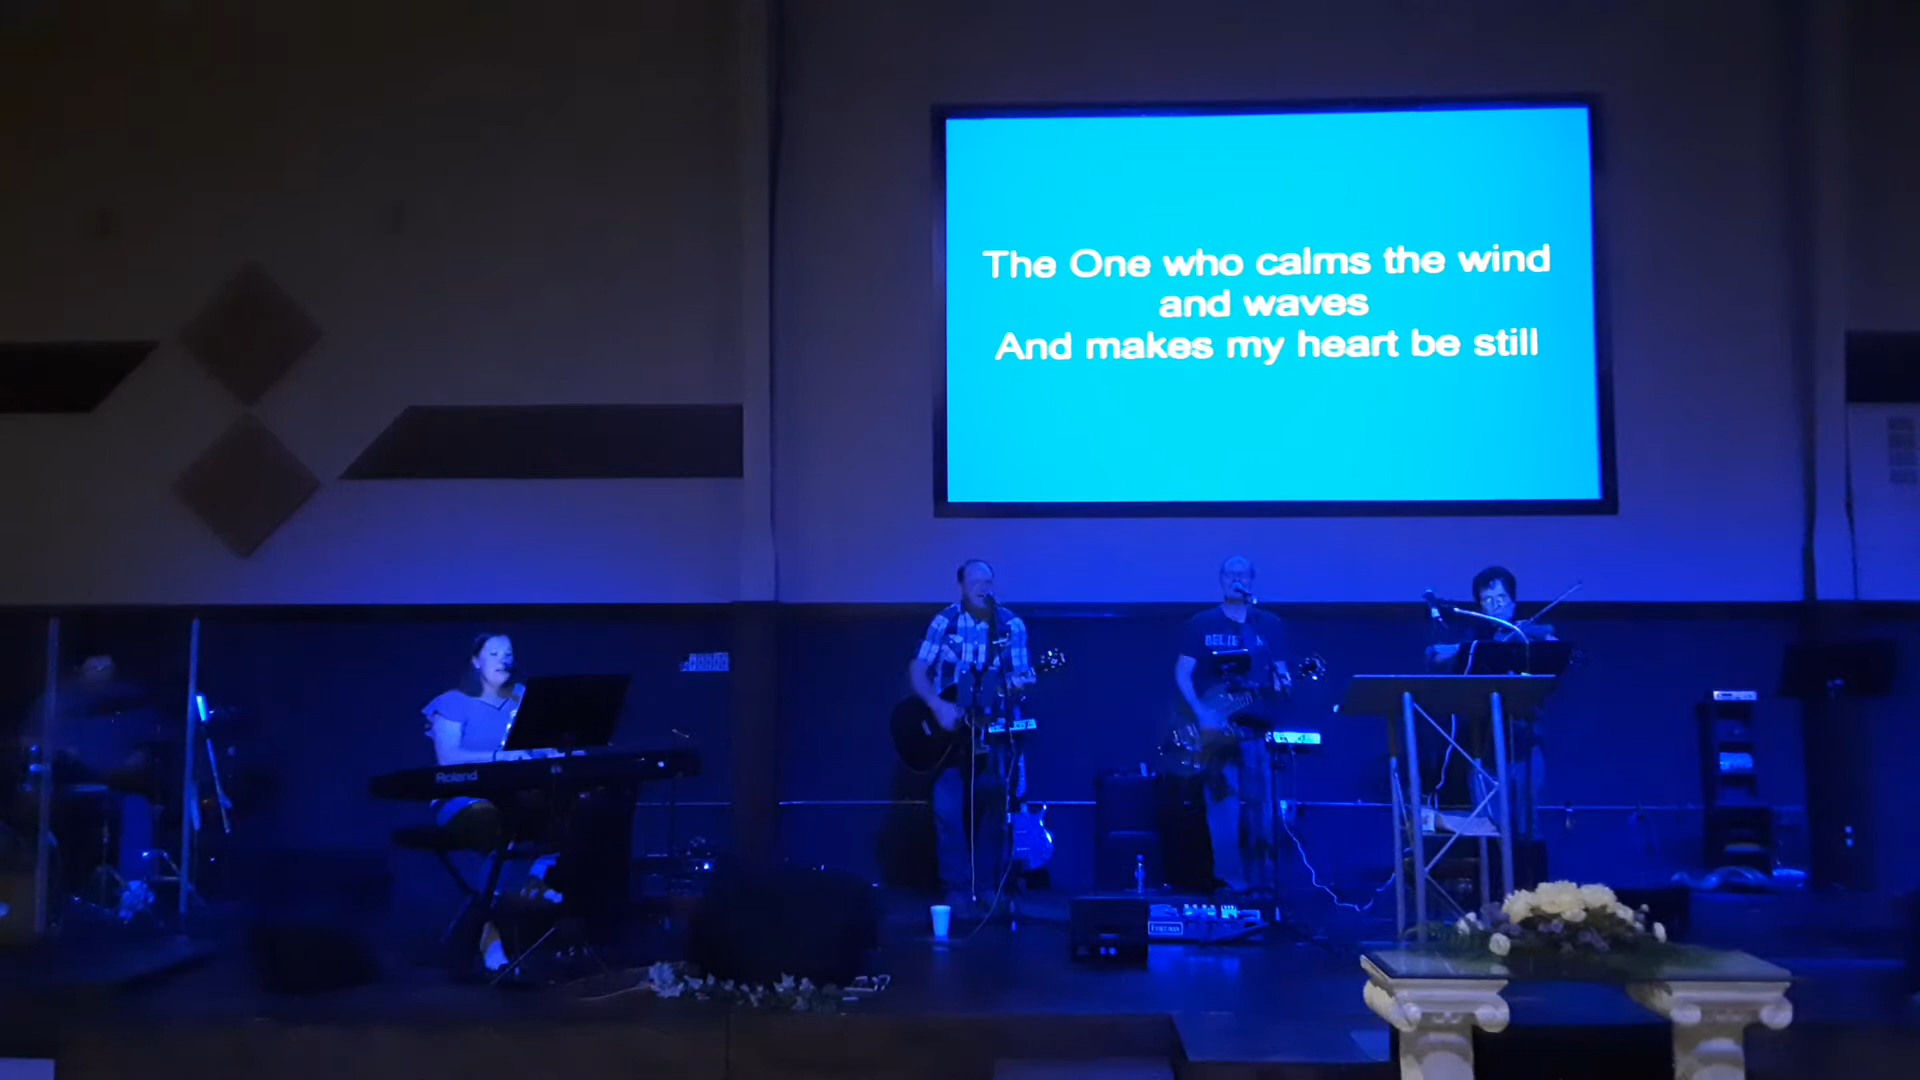 The One who calms the wind
and waves
And makes my heart be still
Roland